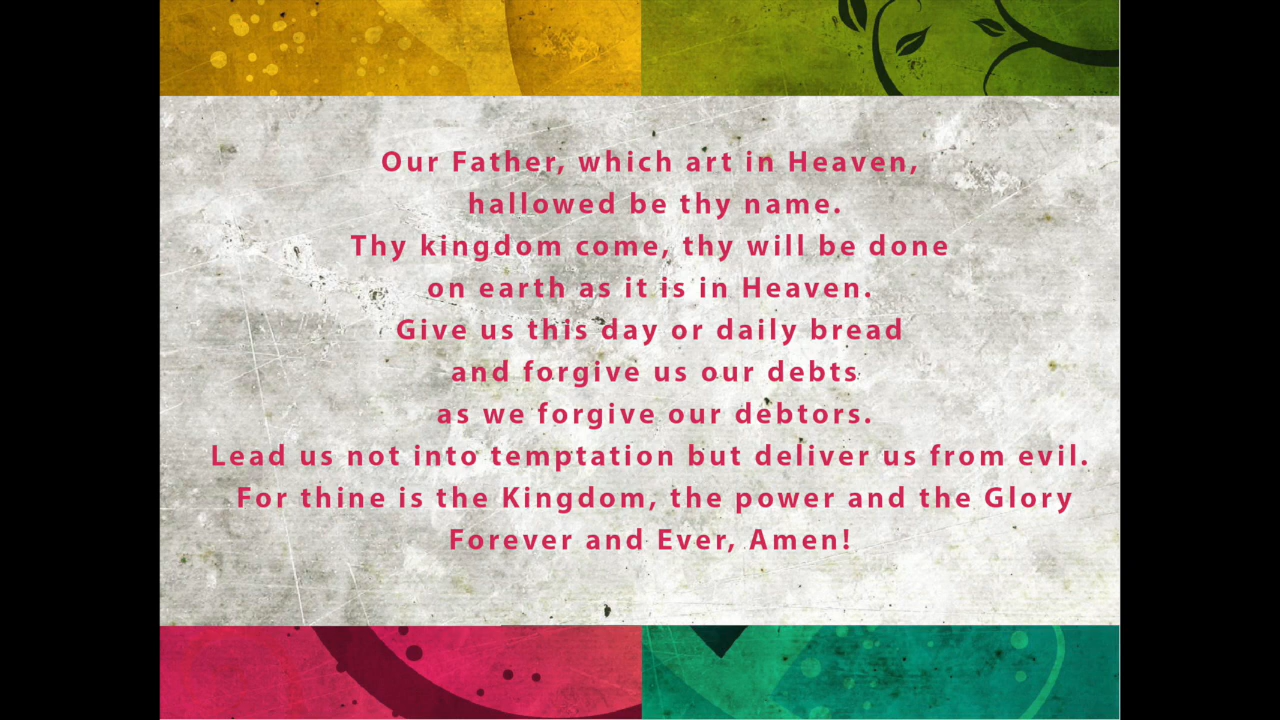 Our Father, which art in Heaven,
hallowed be thy name.
Thy kingdom come, thy will be done
on earth as it is in Heaven.
Give us this day or daily bread
and forgive us our debts
as we forgive our debtors.
Lead us not into temptation but deliver us from evil.
For thine is the Kingdom, the power and the Glory
Forever and Ever, Amen!